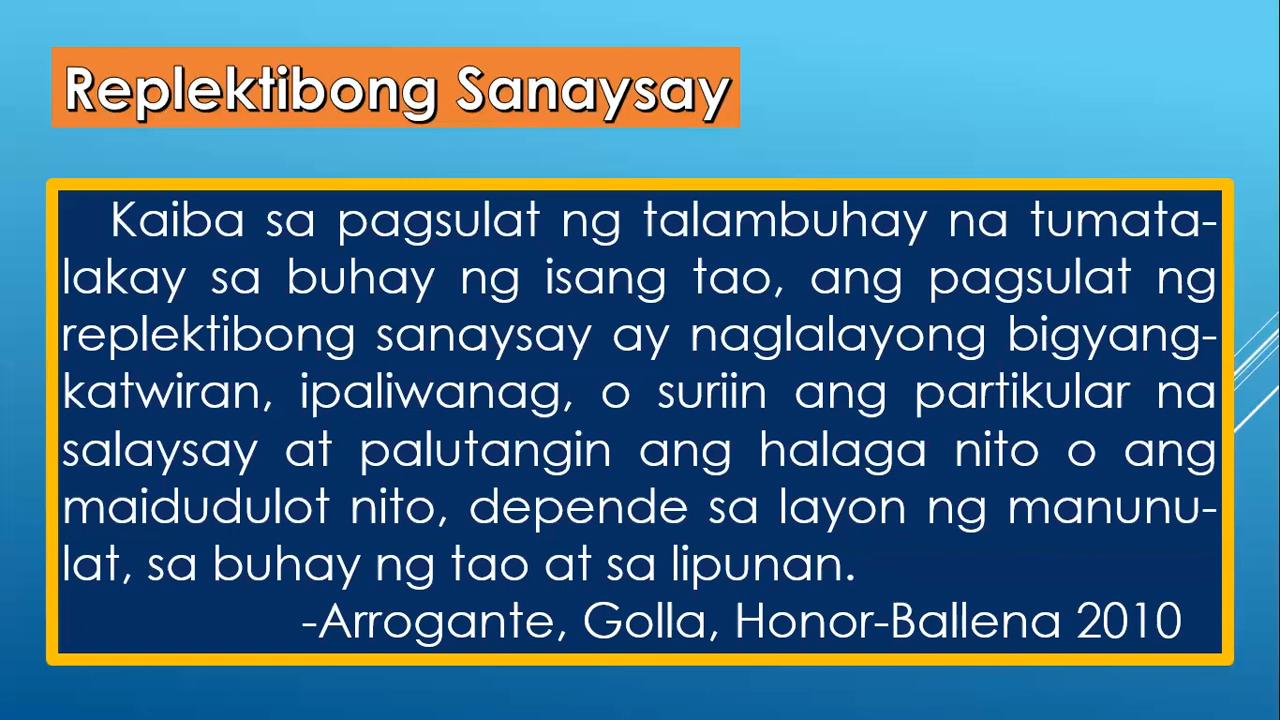 Replektibong Sanaysay
Kaiba sa pagsulat ng talambuhay na tumata-
lakay sa buhay ng isang tao, ang pagsulat ng
replektibong sanaysay ay naglalayong bigyang-
katwiran, ipaliwanag, o suriin ang partikular na
salaysay at palutangin ang halaga nito o ang
maidudulot nito, depende sa layon ng manunu-
lat, sa buhay ng tao at sa lipunan.
-Arrogante, Golla, Honor-Ballena 2010